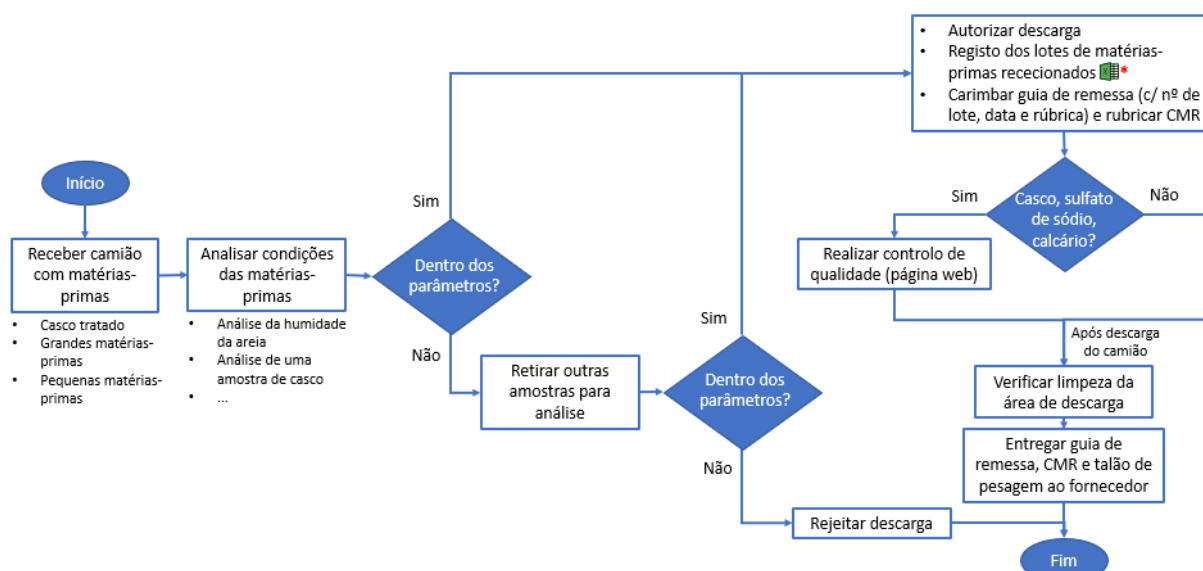 Início
Receber camião
com matérias-
primas
• Casco tratado
• Grandes matérias-
primas
• Pequenas matérias-
primas
Analisar condições
das matérias-
primas
• Análise da humidade
da areia
• Análise de uma
amostra de casco
• ...
Dentro dos
parâmetros?
Sim
Não
Retirar outras
amostras para
análise
Dentro dos
parâmetros?
Sim
Não
• Autorizar descarga
• Registo dos lotes de matérias-
primas rececionados *
• Carimbar guia de remessa (c/ nº de
lote, data e rúbrica) e rubricar CMR
Casco, sulfato
de sódio,
calcário?
Sim
Não
Realizar controlo de
qualidade (página web)
Após descarga
do camião
Verificar limpeza da
área de descarga
Entregar guia de
remessa, CMR e talão de
pesagem ao fornecedor
Rejeitar descarga
Fim